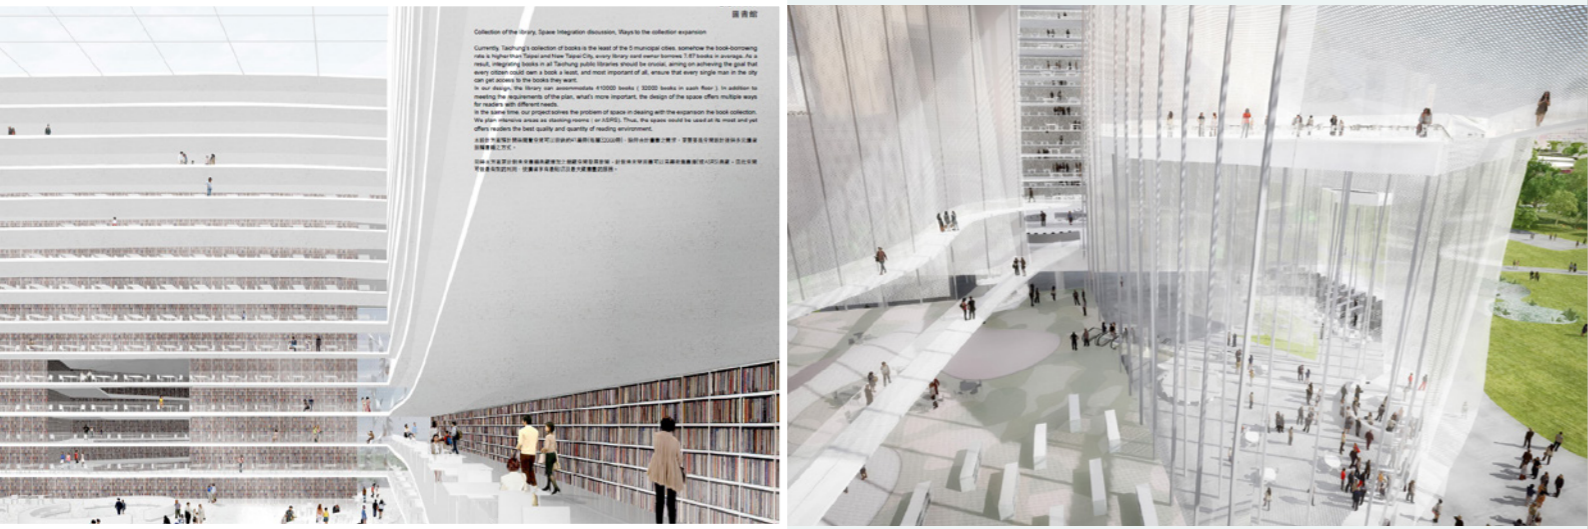 圖書館
Collection of the library, Space Integration discussion, Ways to the collection expansion
Currently, Taichung's collection of books is the least of the 5 municipal cities, somehow the book-borrowing
rate is higher than Taipei and New Taipei City, every library card owner borrows 7.67 books in average. As a
result, integrating books in all Taichung public libraries should be crucial, aiming on achieving the goal that
every citizen could own a book a least, and most important of all, ensure that every single man in the city
can get access to the books they want.
In our design, the library can accommodate 410000 books ( 32000 books in each floor ). In addition to
meeting the requirements of the plan, what's more important, the design of the space offers multiple ways
for readers with different needs.
In the same time, our project solves the problem of space in dealing with the expansion the book collection.
We plan intensive areas as stacking rooms ( or ASRS). Thus, the space could be used at its most and yet
offers readers the best quality and quantity of reading environment.